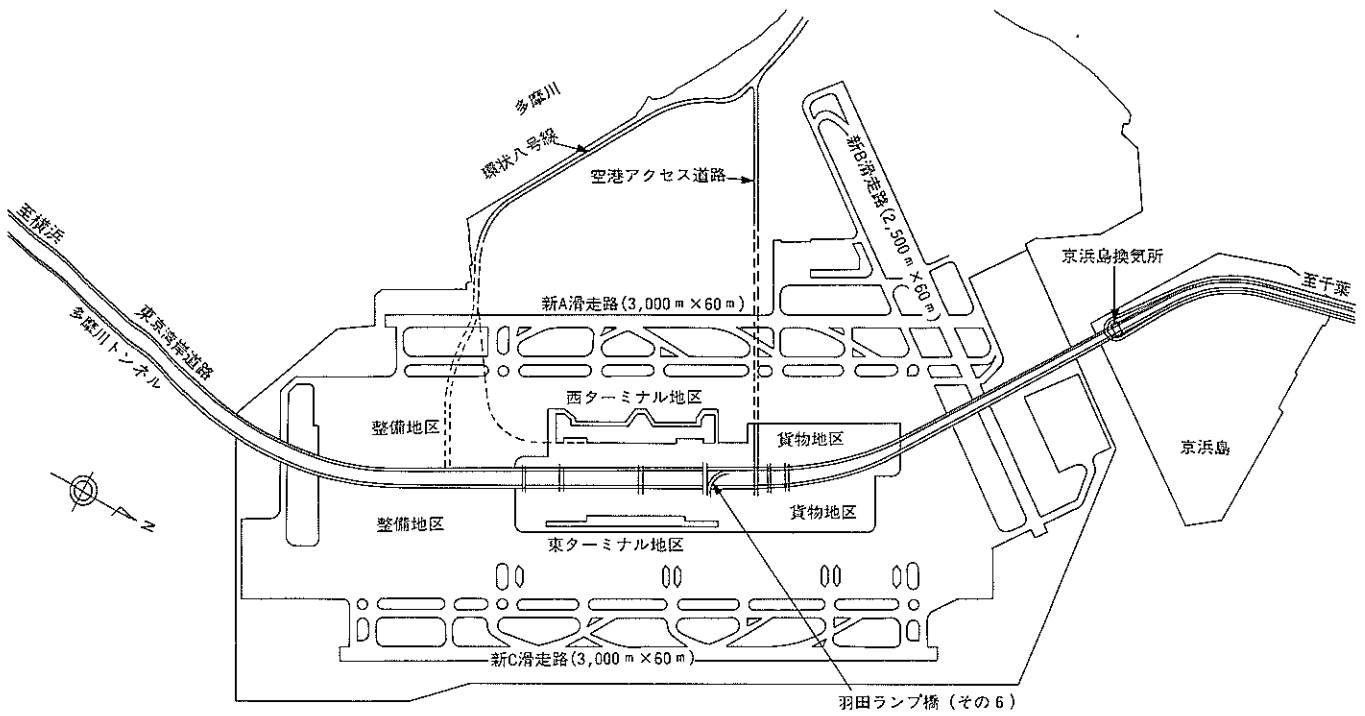 多摩川
環状八号線
空港アクセス道路
新B滑走路(2,500m×60m)
至横浜
東京湾岸道路
多摩川トンネル
新A滑走路(3,000m×60m)
京浜島換気所
至千葉
西ターミナル地区
整備地区
貨物地区
京浜島
N
整備地区
貨物地区
東ターミナル地区
新C滑走路(3,000m×60m)
羽田ランプ橋(その6)